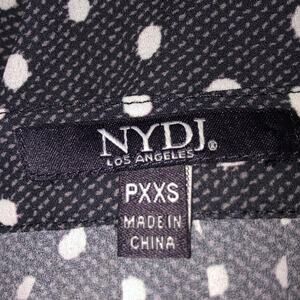 NYDJ®
LOS ANGELES
PXXS
MADE IN
CHINA